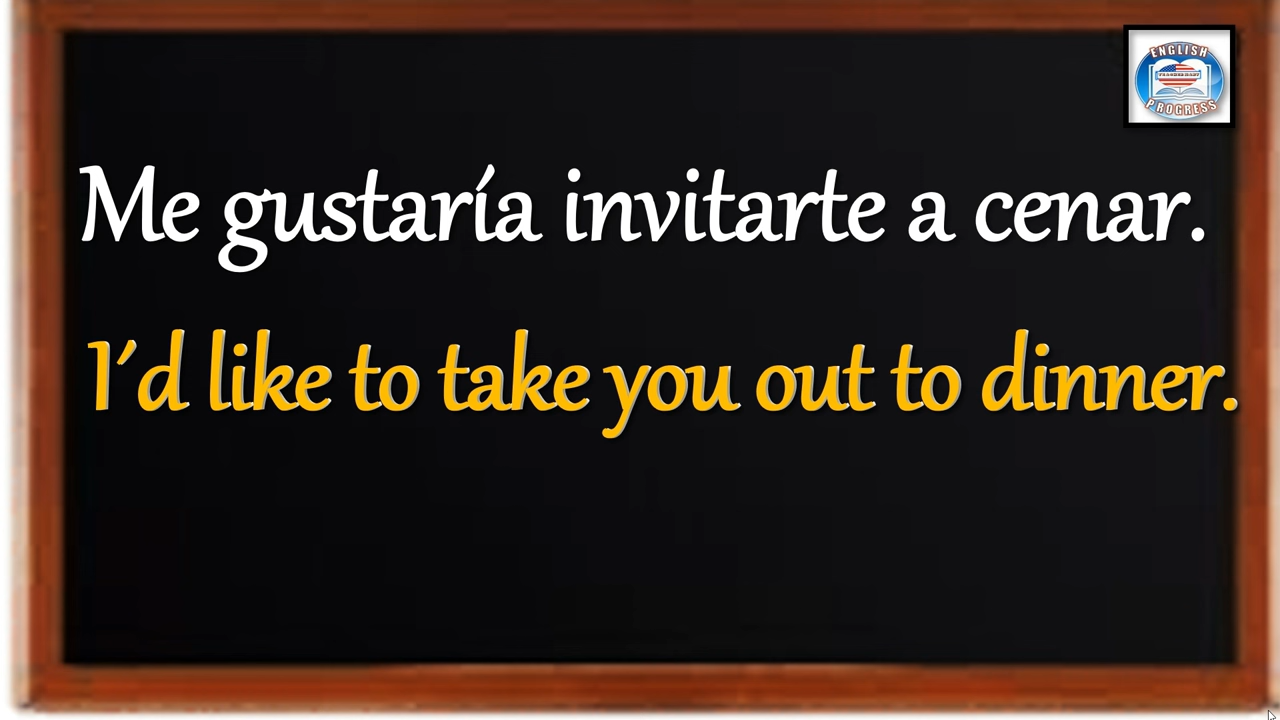 ENGLISH
PROGRESS
Me gustaría invitarte a cenar.
I´d like to take you out to dinner.